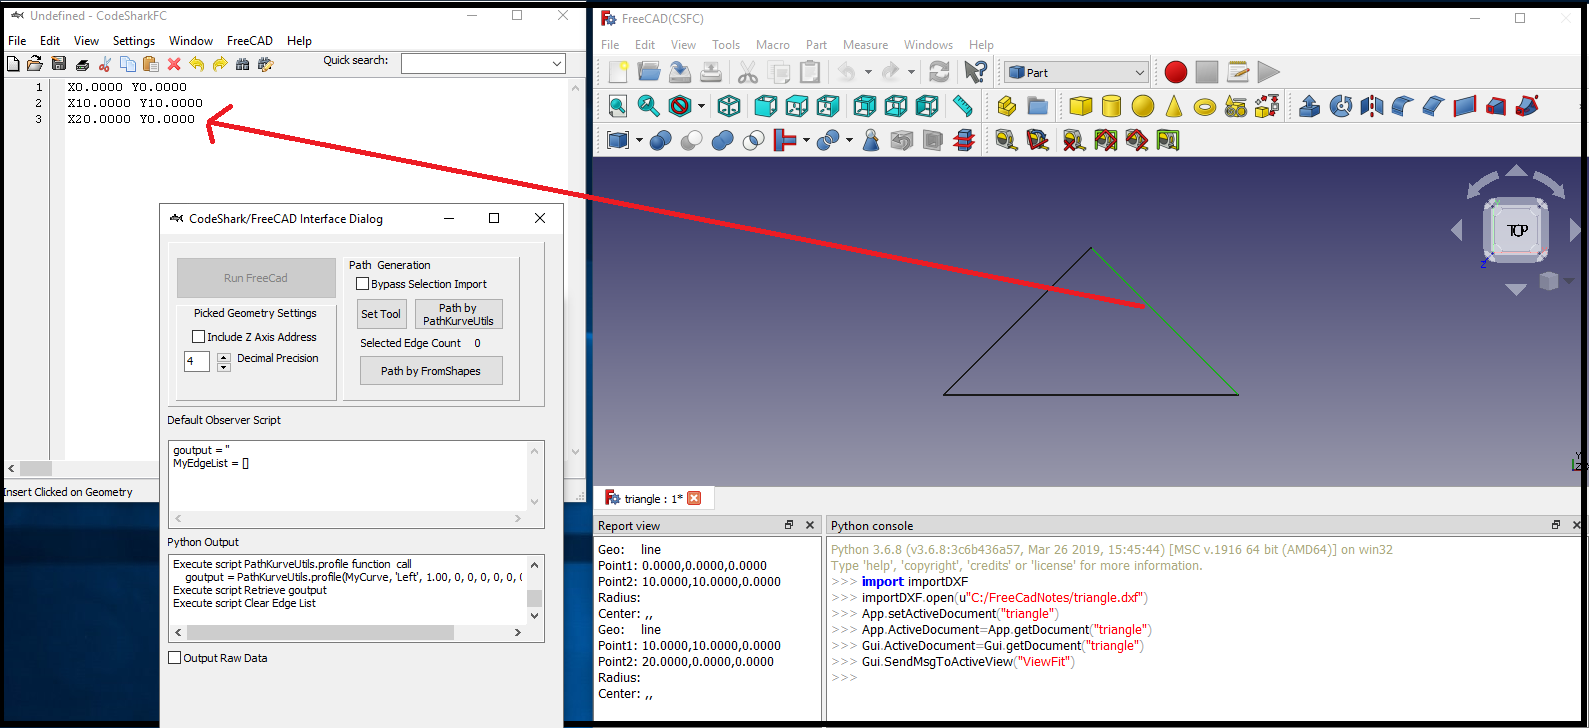 Undefined - CodeSharkFC
File Edit View Settings Window FreeCAD Help
Quick search:
1 X0.0000 Y0.0000
2 X10.0000 Y10.0000
3 X20.0000 Y0.0000
Insert Clicked on Geometry
CodeShark/FreeCAD Interface Dialog
Run FreeCad
Picked Geometry Settings
Include Z Axis Address
4 Decimal Precision
Path Generation
Bypass Selection Import
Set Tool
Path by
PathKurveUtils
Selected Edge Count 0
Path by FromShapes
Default Observer Script
goutput = ''
MyEdgeList = []
Python Output
Execute script PathKurveUtils.profile function call
goutput = PathKurveUtils.profile(MyCurve, 'Left', 1.00, 0, 0, 0, 0, 0, 0
Execute script Retrieve goutput
Execute script Clear Edge List
Output Raw Data
FreeCAD(CSFC)
File Edit View Tools Macro Part Measure Windows Help
Part
TOP
Z
Y
Z
triangle : 1*
Report view
Geo: line
Point1: 0.0000,0.0000,0.0000
Point2: 10.0000,10.0000,0.0000
Radius:
Center: ,,
Geo: line
Point1: 10.0000,10.0000,0.0000
Point2: 20.0000,0.0000,0.0000
Radius:
Center: ,,
Python console
Python 3.6.8 (v3.6.8:3c6b436a57, Mar 26 2019, 15:45:44) [MSC v.1916 64 bit (AMD64)] on win32
Type 'help', 'copyright', 'credits' or 'license' for more information.
>>> import importDXF
>>> importDXF.open(u"C:/FreeCadNotes/triangle.dxf")
>>> App.setActiveDocument("triangle")
>>> App.ActiveDocument=App.getDocument("triangle")
>>> Gui.ActiveDocument=Gui.getDocument("triangle")
>>> Gui.SendMsgToActiveView("ViewFit")
>>>